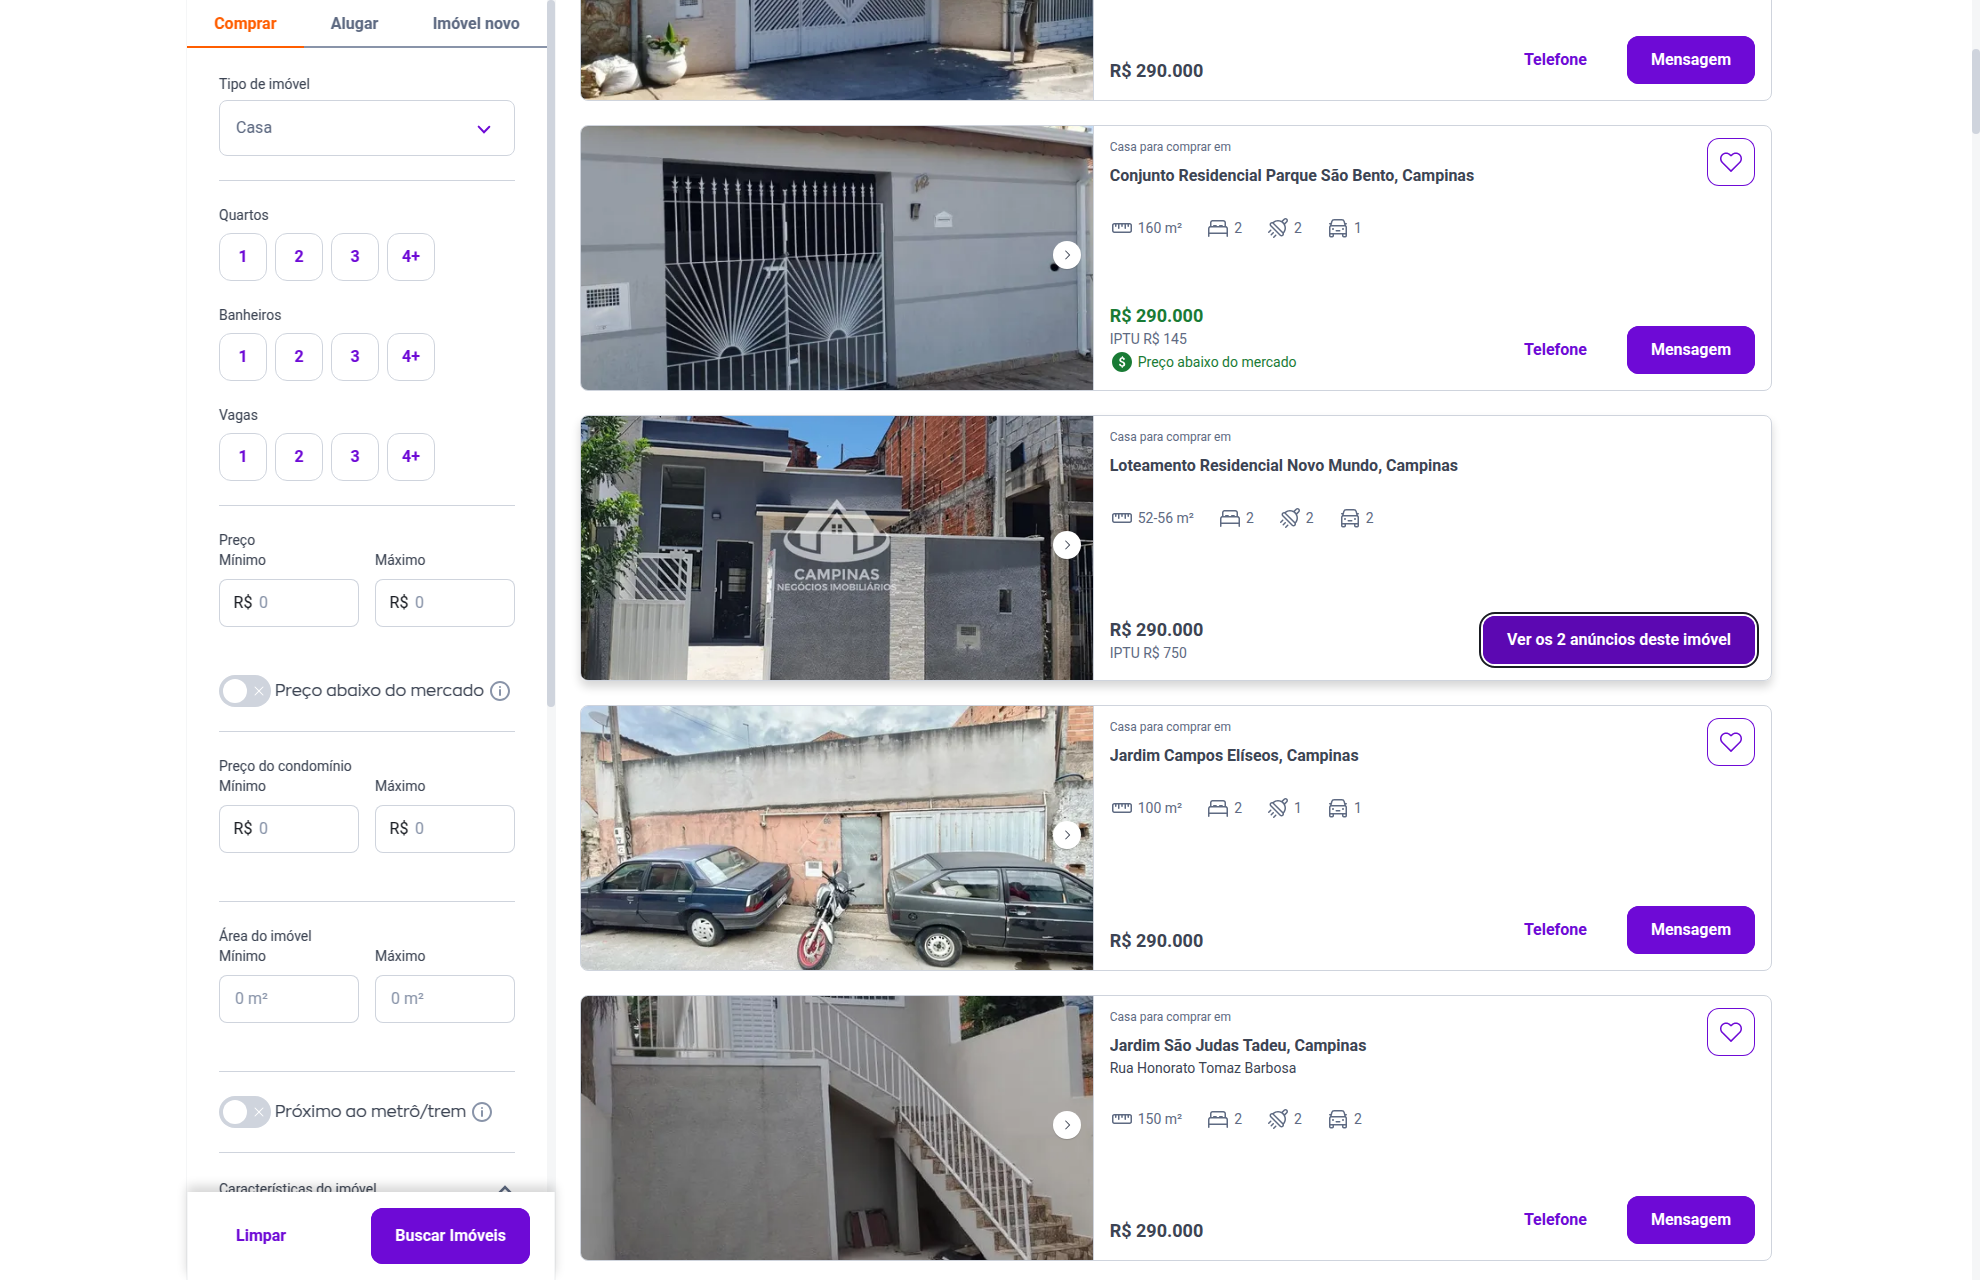 Comprar
Alugar
Imóvel novo
Tipo de imóvel
Casa
Quartos
1
2
3
4+
Banheiros
1
2
3
4+
Vagas
1
2
3
4+
Preço
Mínimo
Máximo
R$ 0
R$ 0
Preço abaixo do mercado
Preço do condomínio
Mínimo
Máximo
R$ 0
R$ 0
Área do imóvel
Mínimo
Máximo
0 m²
0 m²
Próximo ao metrô/trem
Características do imóvel
Limpar
Buscar Imóveis
R$ 290.000
Telefone
Mensagem
Casa para comprar em
Conjunto Residencial Parque São Bento, Campinas
160 m²
2
2
1
R$ 290.000
IPTU R$ 145
$ Preço abaixo do mercado
Telefone
Mensagem
CAMPINAS
NEGÓCIOS IMOBILIÁRIOS
Casa para comprar em
Loteamento Residencial Novo Mundo, Campinas
52-56 m²
2
2
2
R$ 290.000
IPTU R$ 750
Ver os 2 anúncios deste imóvel
Casa para comprar em
Jardim Campos Elíseos, Campinas
100 m²
2
1
1
R$ 290.000
Telefone
Mensagem
Casa para comprar em
Jardim São Judas Tadeu, Campinas
Rua Honorato Tomaz Barbosa
150 m²
2
2
2
R$ 290.000
Telefone
Mensagem